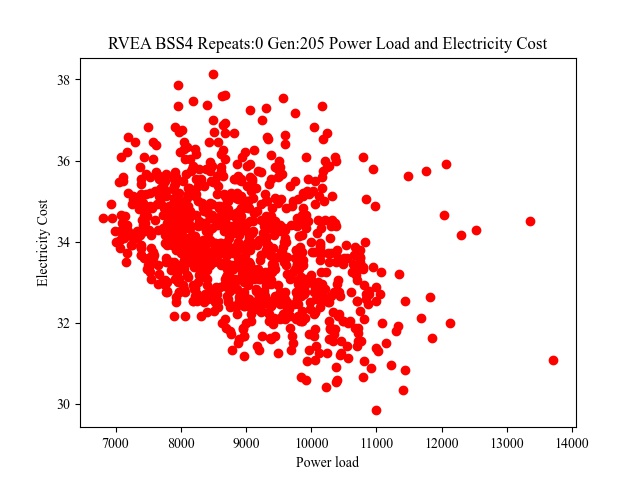 RVEA BSS4 Repeats:0 Gen:205 Power Load and Electricity Cost
38
36
34
32
30
Electricity Cost
7000 8000 9000 10000 11000 12000 13000 14000
Power load